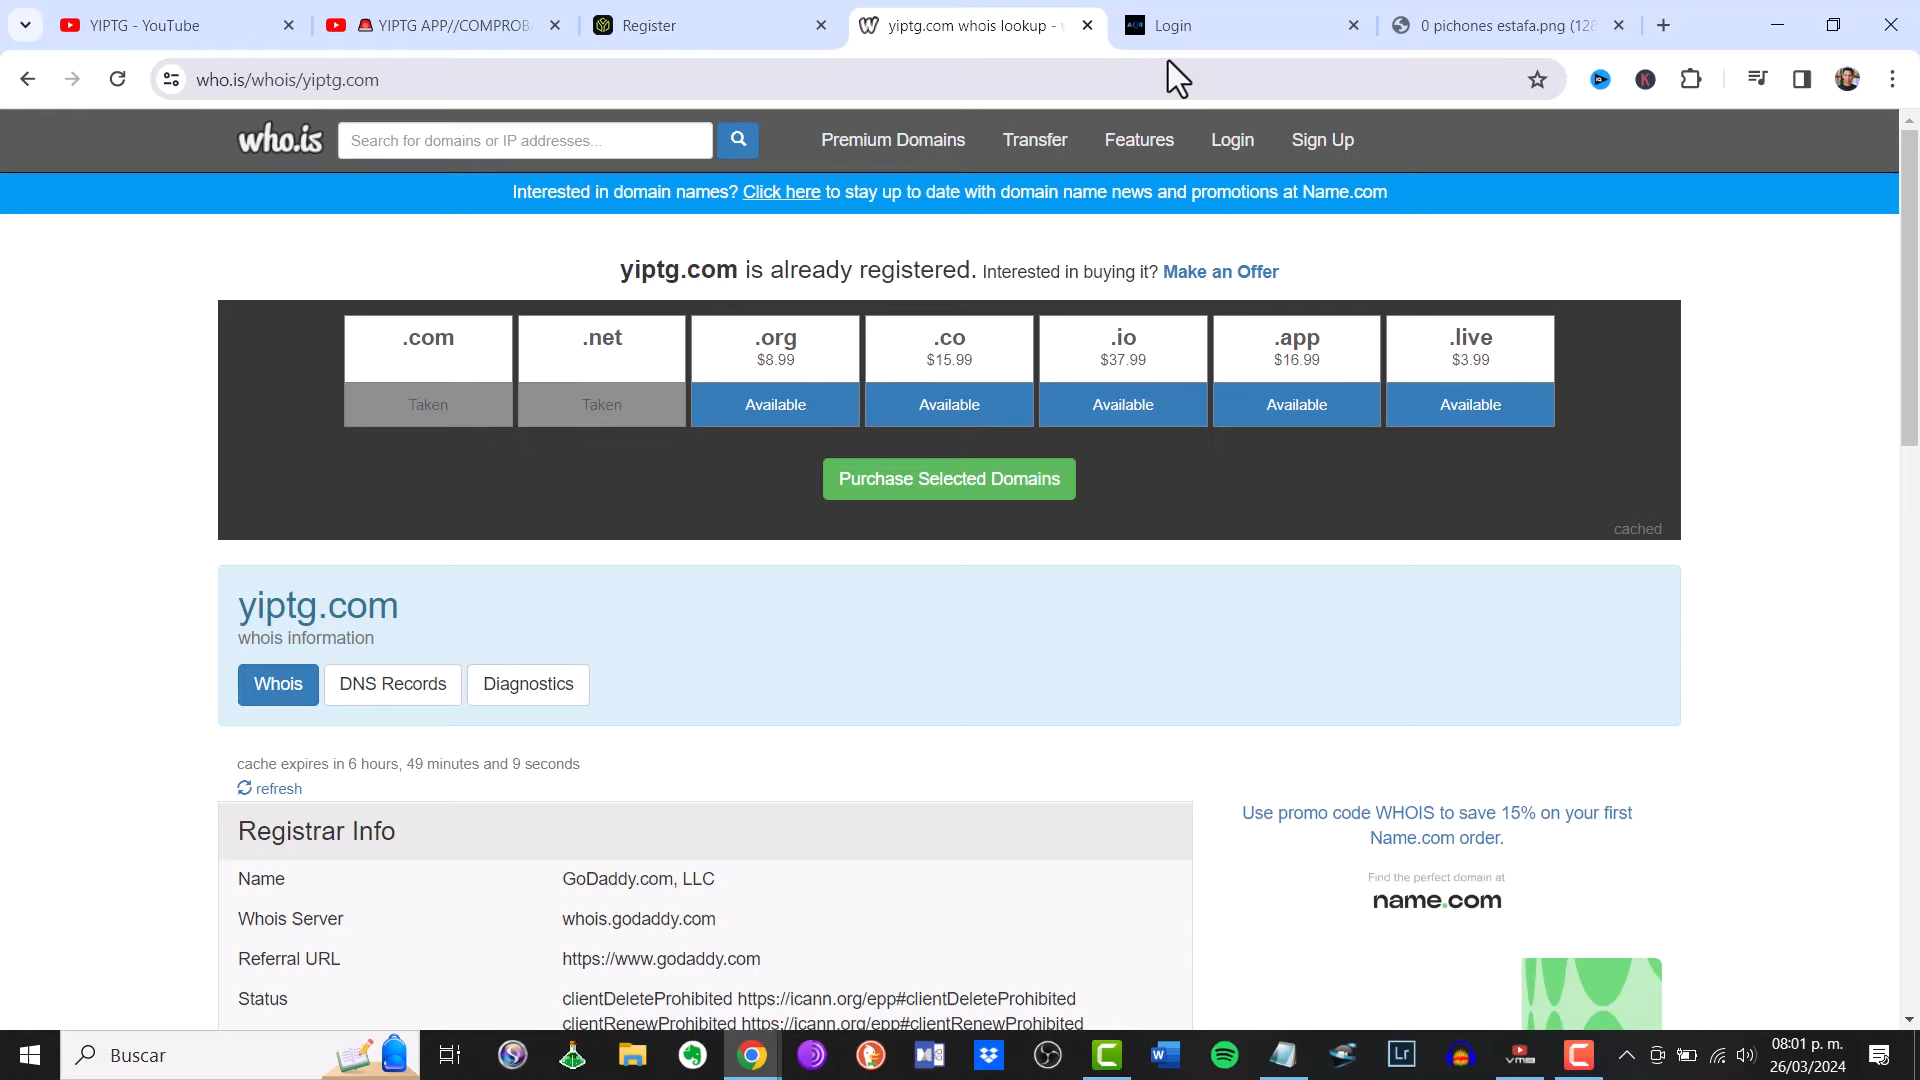 YIPTG - YouTube
YIPTG APP//COMPROB
Register
yiptg.com whois lookup -
Login
0 pichones estafa.png (128
who.is/whois/yiptg.com
who.is
Search for domains or IP addresses...
Premium Domains
Transfer
Features
Login
Sign Up
Interested in domain names? Click here to stay up to date with domain name news and promotions at Name.com
yiptg.com is already registered. Interested in buying it? Make an Offer
.com
Taken
.net
Taken
.org
$8.99
Available
.co
$15.99
Available
.io
$37.99
Available
.app
$16.99
Available
.live
$3.99
Available
Purchase Selected Domains
cached
yiptg.com
whois information
Whois
DNS Records
Diagnostics
cache expires in 6 hours, 49 minutes and 9 seconds
refresh
Registrar Info
Name
GoDaddy.com, LLC
Whois Server
whois.godaddy.com
Referral URL
https://www.godaddy.com
Status
clientDeleteProhibited https://icann.org/epp#clientDeleteProhibited
clientRenewProhibited https://icann.org/epp#clientRenewProhibited
Use promo code WHOIS to save 15% on your first
Name.com order.
Find the perfect domain at
name.com
Buscar
Lr
08:01 p. m.
26/03/2024